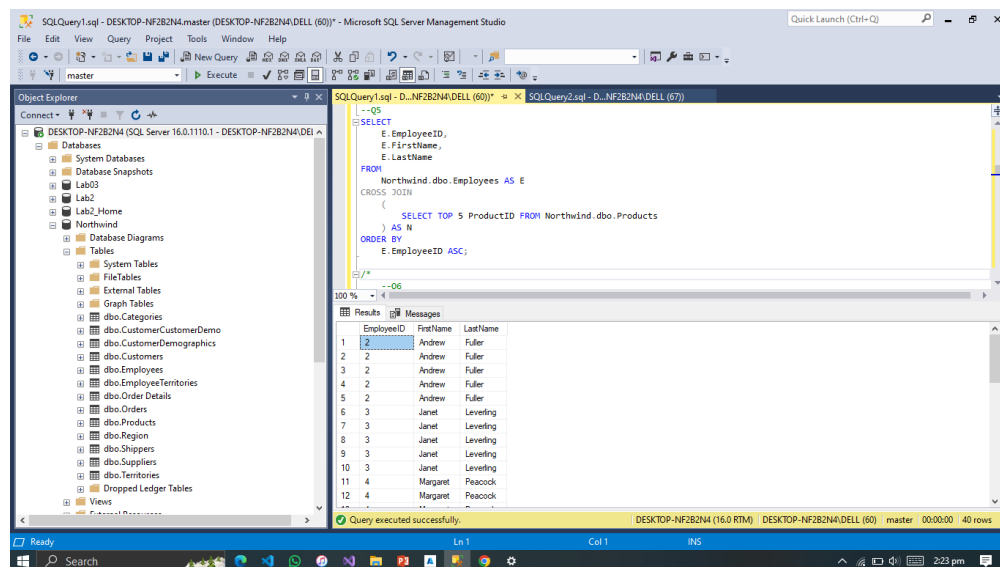 SQLQuery1.sql - DESKTOP-NF2B2N4.master (DESKTOP-NF2B2N4\DELL (60))* - Microsoft SQL Server Management Studio
Quick Launch (Ctrl+Q)
File Edit View Query Project Tools Window Help
New Query
master
Execute
Object Explorer
Connect
DESKTOP-NF2B2N4 (SQL Server 16.0.1110.1 - DESKTOP-NF2B2N4\DEL
Databases
System Databases
Database Snapshots
Lab03
Lab2
Lab2_Home
Northwind
Database Diagrams
Tables
System Tables
FileTables
External Tables
Graph Tables
dbo.Categories
dbo.CustomerCustomerDemo
dbo.CustomerDemographics
dbo.Customers
dbo.Employees
dbo.EmployeeTerritories
dbo.Order Details
dbo.Orders
dbo.Products
dbo.Region
dbo.Shippers
dbo.Suppliers
dbo.Territories
Dropped Ledger Tables
Views
SQLQuery1.sql - D...NF2B2N4\DELL (60))* SQLQuery2.sql - D...NF2B2N4\DELL (67))
--Q5
SELECT
E.EmployeeID,
E.FirstName,
E.LastName
FROM
Northwind.dbo.Employees AS E
CROSS JOIN
(
SELECT TOP 5 ProductID FROM Northwind.dbo.Products
) AS N
ORDER BY
E.EmployeeID ASC;
/*
--Q6
100 %
Results Messages
EmployeeID FirstName LastName
1 2 Andrew Fuller
2 2 Andrew Fuller
3 2 Andrew Fuller
4 2 Andrew Fuller
5 2 Andrew Fuller
6 3 Janet Leverling
7 3 Janet Leverling
8 3 Janet Leverling
9 3 Janet Leverling
10 3 Janet Leverling
11 4 Margaret Peacock
12 4 Margaret Peacock
Query executed successfully.
DESKTOP-NF2B2N4 (16.0 RTM) DESKTOP-NF2B2N4\DELL (60) master 00:00:00 40 rows
Ready Ln 1 Col 1 INS
Search
2:23 pm